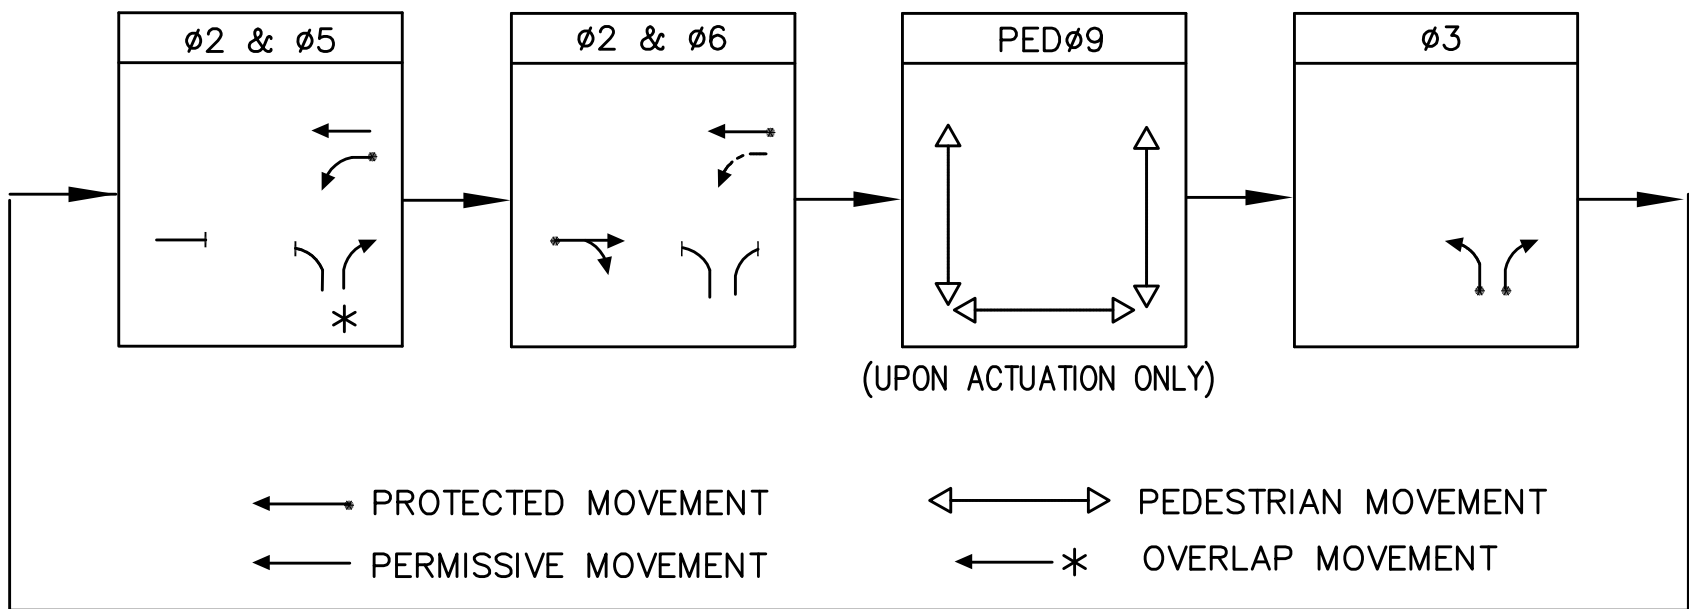 ø2 & ø5
ø2 & ø6
PEDø9
ø3
(UPON ACTUATION ONLY)
PROTECTED MOVEMENT
PEDESTRIAN MOVEMENT
PERMISSIVE MOVEMENT
OVERLAP MOVEMENT